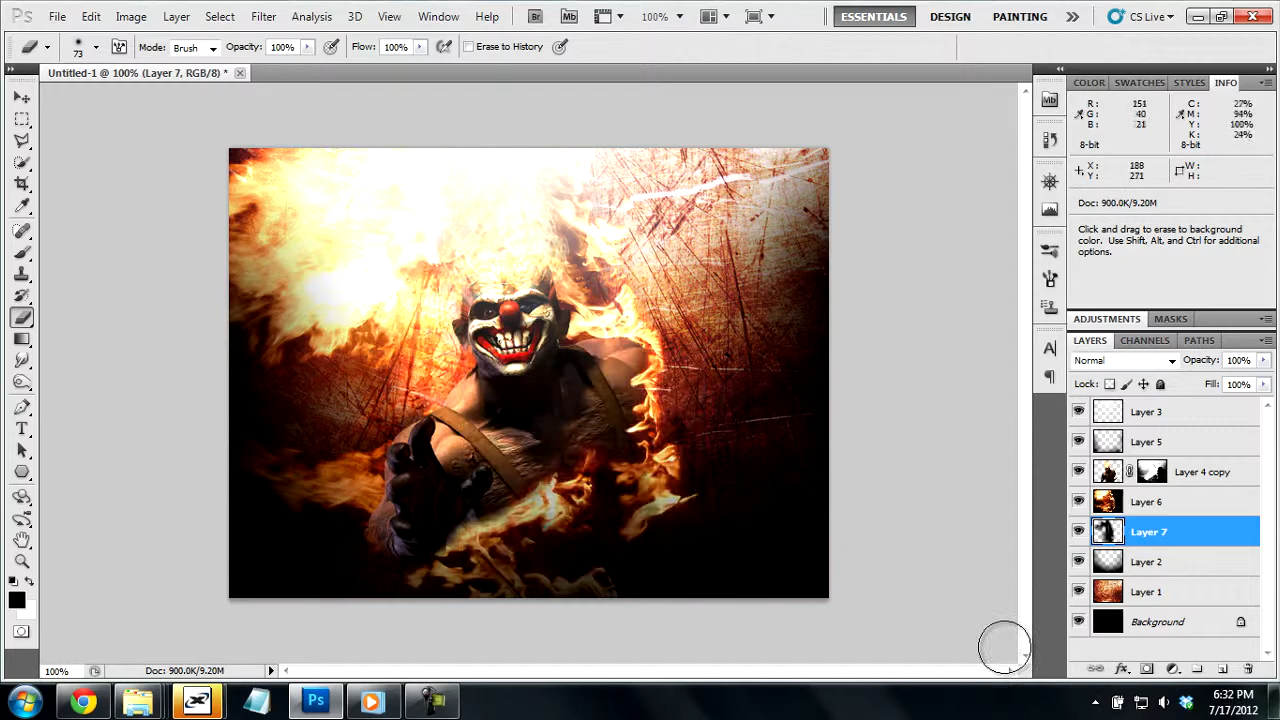 Ps File Edit Image Layer Select Filter Analysis 3D View Window Help Br Mb 100% ESSENTIALS DESIGN PAINTING CS Live
73 Mode: Brush Opacity: 100% Flow: 100% Erase to History
Untitled-1 @ 100% (Layer 7, RGB/8) *
COLOR SWATCHES STYLES INFO
Mb
R: 151 C: 27%
G: 40 M: 94%
B: 21 Y: 100%
K: 24%
8-bit 8-bit
X: 188 W:
Y: 271 H:
Doc: 900.0K/9.20M
Click and drag to erase to background
color. Use Shift, Alt, and Ctrl for additional
options.
ADJUSTMENTS MASKS
LAYERS CHANNELS PATHS
Normal Opacity: 100%
Lock: Fill: 100%
Layer 3
Layer 5
Layer 4 copy
Layer 6
Layer 7
Layer 2
Layer 1
Background
fx
100% Doc: 900.0K/9.20M
Ps
6:32 PM
7/17/2012